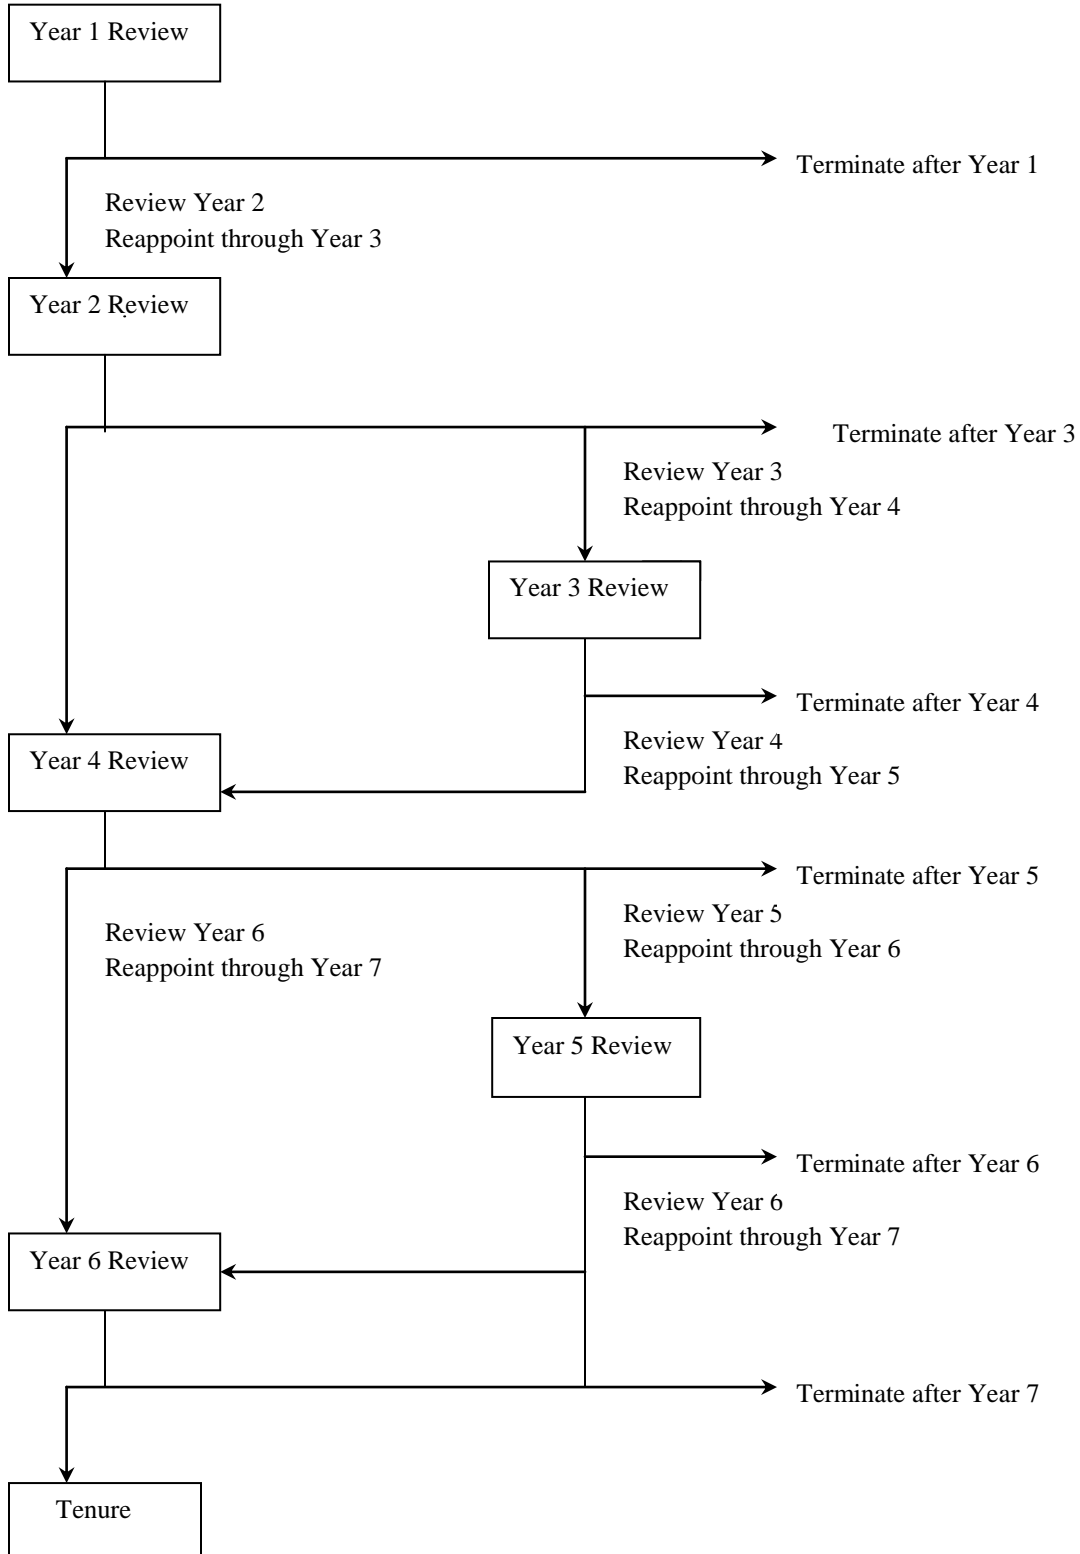 Year 1 Review
Terminate after Year 1
Review Year 2
Reappoint through Year 3
Year 2 Review
Terminate after Year 3
Review Year 3
Reappoint through Year 4
Year 3 Review
Terminate after Year 4
Review Year 4
Reappoint through Year 5
Year 4 Review
Terminate after Year 5
Review Year 5
Reappoint through Year 6
Review Year 6
Reappoint through Year 7
Year 5 Review
Terminate after Year 6
Review Year 6
Reappoint through Year 7
Year 6 Review
Terminate after Year 7
Tenure